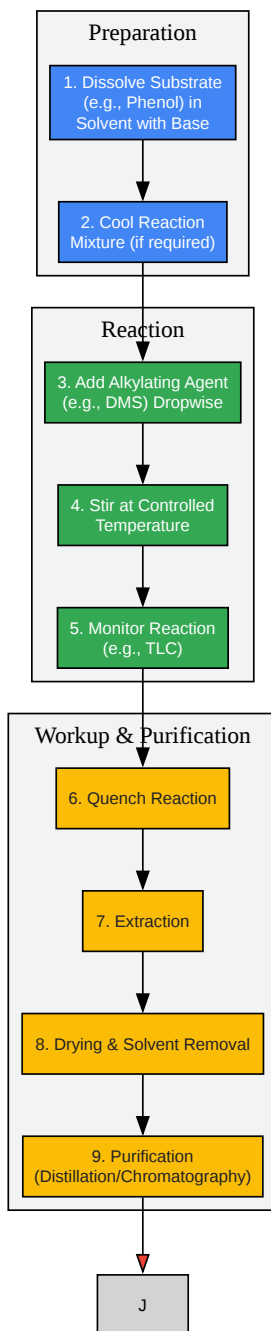 Preparation
1. Dissolve Substrate
(e.g., Phenol) in
Solvent with Base
2. Cool Reaction
Mixture (if required)
Reaction
3. Add Alkylating Agent
(e.g., DMS) Dropwise
4. Stir at Controlled
Temperature
5. Monitor Reaction
(e.g., TLC)
Workup & Purification
6. Quench Reaction
7. Extraction
8. Drying & Solvent Removal
9. Purification
(Distillation/Chromatography)
J